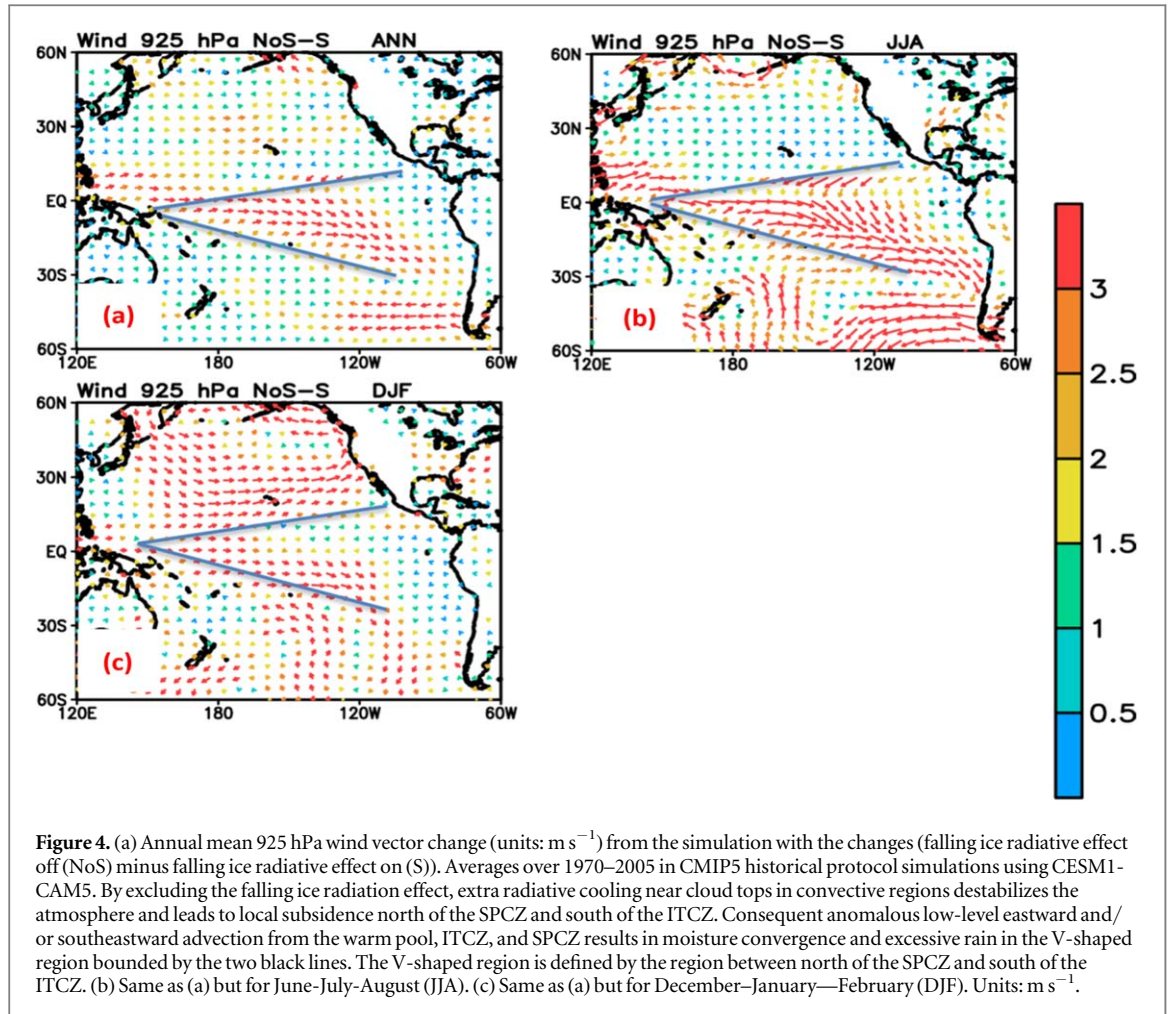 Wind 925 hPa NoS-S ANN
60N
30N
EQ
30S
60S
(a)
120E 180 120W 60W
Wind 925 hPa NoS-S JJA
60N
30N
EQ
30S
60S
(b)
120E 180 120W 60W
Wind 925 hPa NoS-S DJF
60N
30N
EQ
30S
60S
(c)
120E 180 120W 60W
3
2.5
2
1.5
1
0.5
Figure 4. (a) Annual mean 925 hPa wind vector change (units: m s⁻¹) from the simulation with the changes (falling ice radiative effect
off (NoS) minus falling ice radiative effect on (S)). Averages over 1970–2005 in CMIP5 historical protocol simulations using CESM1-
CAM5. By excluding the falling ice radiation effect, extra radiative cooling near cloud tops in convective regions destabilizes the
atmosphere and leads to local subsidence north of the SPCZ and south of the ITCZ. Consequent anomalous low-level eastward and/
or southeastward advection from the warm pool, ITCZ, and SPCZ results in moisture convergence and excessive rain in the V-shaped
region bounded by the two black lines. The V-shaped region is defined by the region between north of the SPCZ and south of the
ITCZ. (b) Same as (a) but for June-July-August (JJA). (c) Same as (a) but for December–January—February (DJF). Units: m s⁻¹.